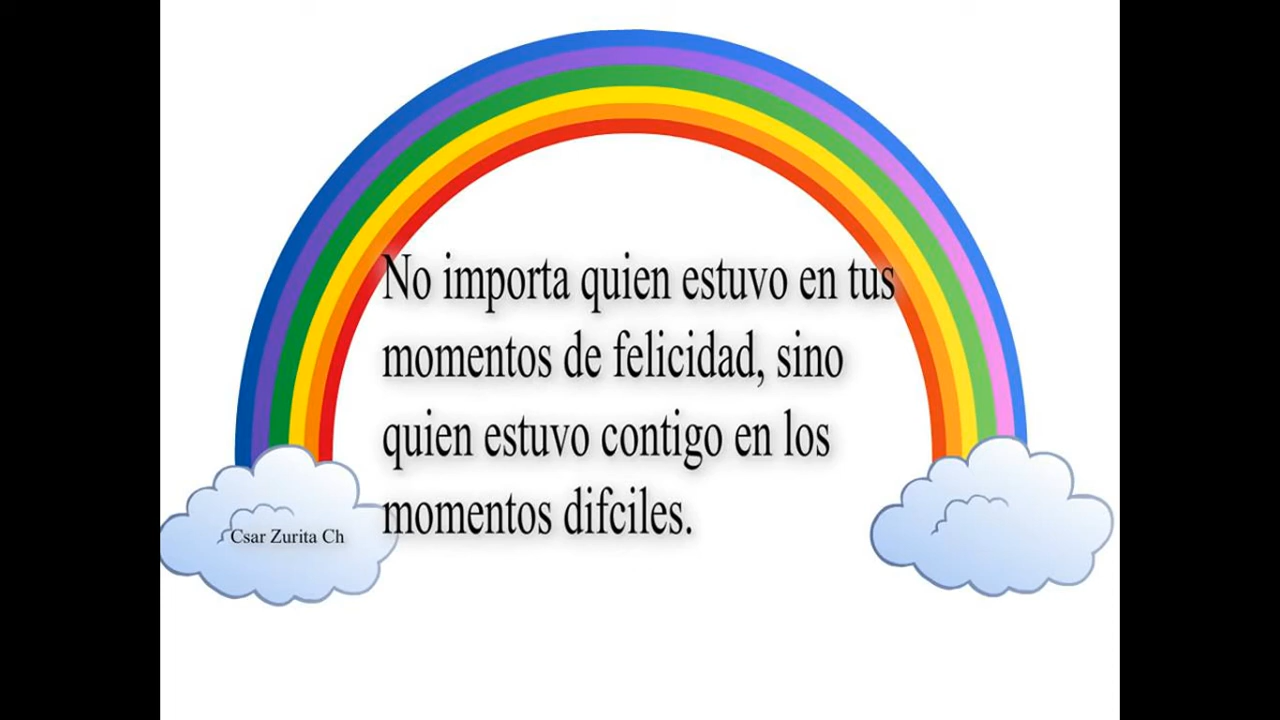 No importa quien estuvo en tus
momentos de felicidad, sino
quien estuvo contigo en los
momentos difciles.
Csar Zurita Ch